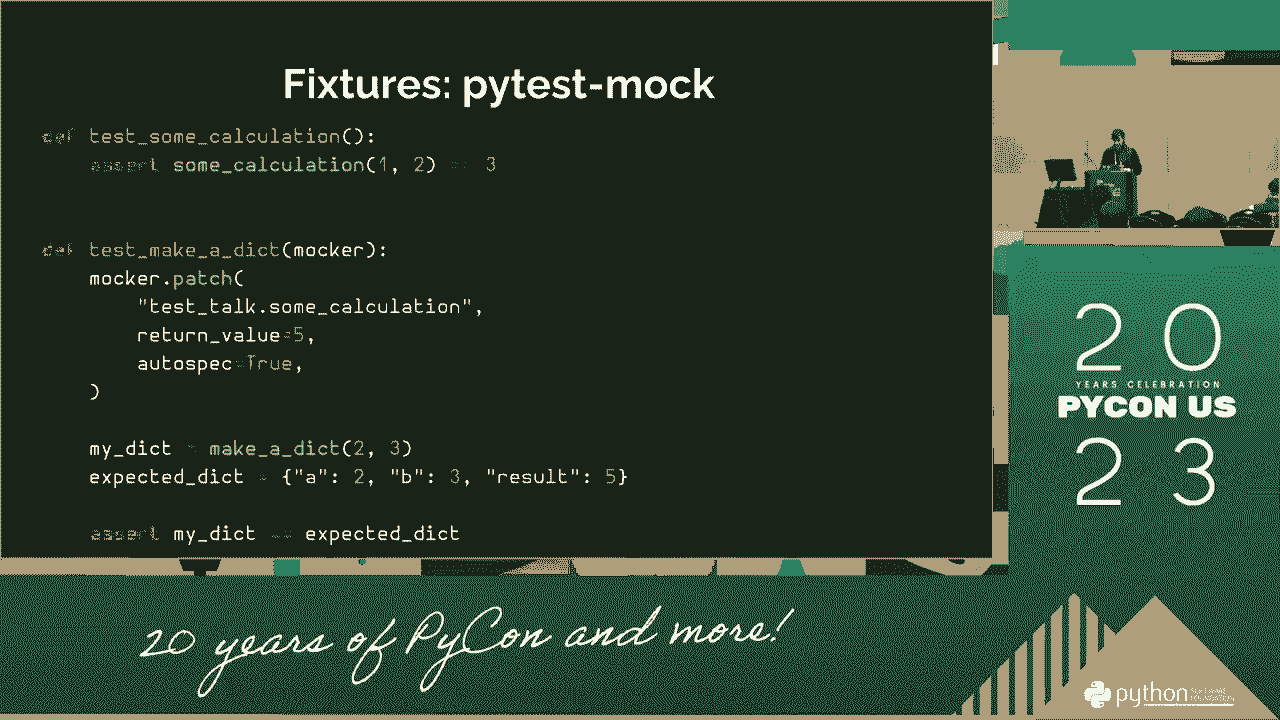 Fixtures: pytest-mock
def test_some_calculation():
    assert some_calculation(1, 2) == 3
def test_make_a_dict(mocker):
    mocker.patch(
        "test_talk.some_calculation",
        return_value=5,
        autospec=True,
    )
    my_dict = make_a_dict(2, 3)
    expected_dict = {"a": 2, "b": 3, "result": 5}
    assert my_dict == expected_dict
20
YEARS CELEBRATION
PYCON US
23
20 years of PyCon and more!
python SOFTWARE
FOUNDATION